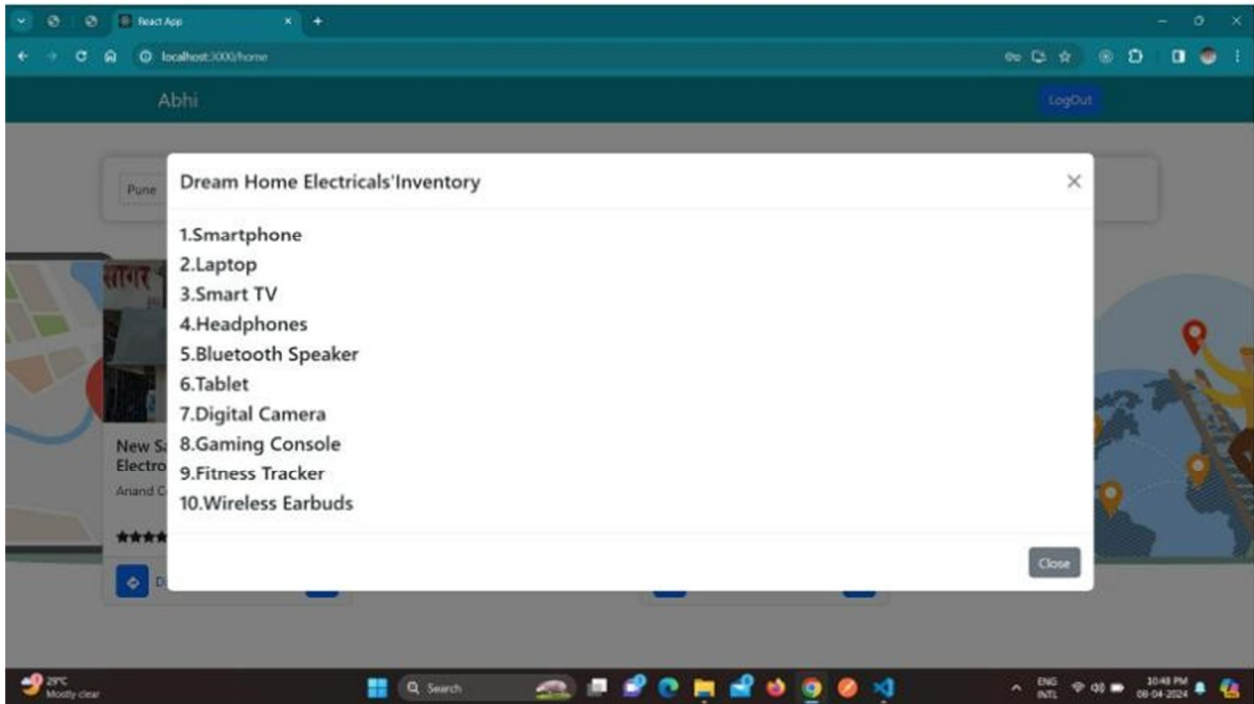 React App
localhost:3000/home
Abhi
LogOut
Pune
Dream Home Electricals'Inventory
1.Smartphone
2.Laptop
3.Smart TV
4.Headphones
5.Bluetooth Speaker
6.Tablet
7.Digital Camera
8.Gaming Console
9.Fitness Tracker
10.Wireless Earbuds
सागर
New Sa
Electro
Anand C
D
Close
29°C
Mostly clear
Search
ENG
INTL
10:48 PM
08-04-2024